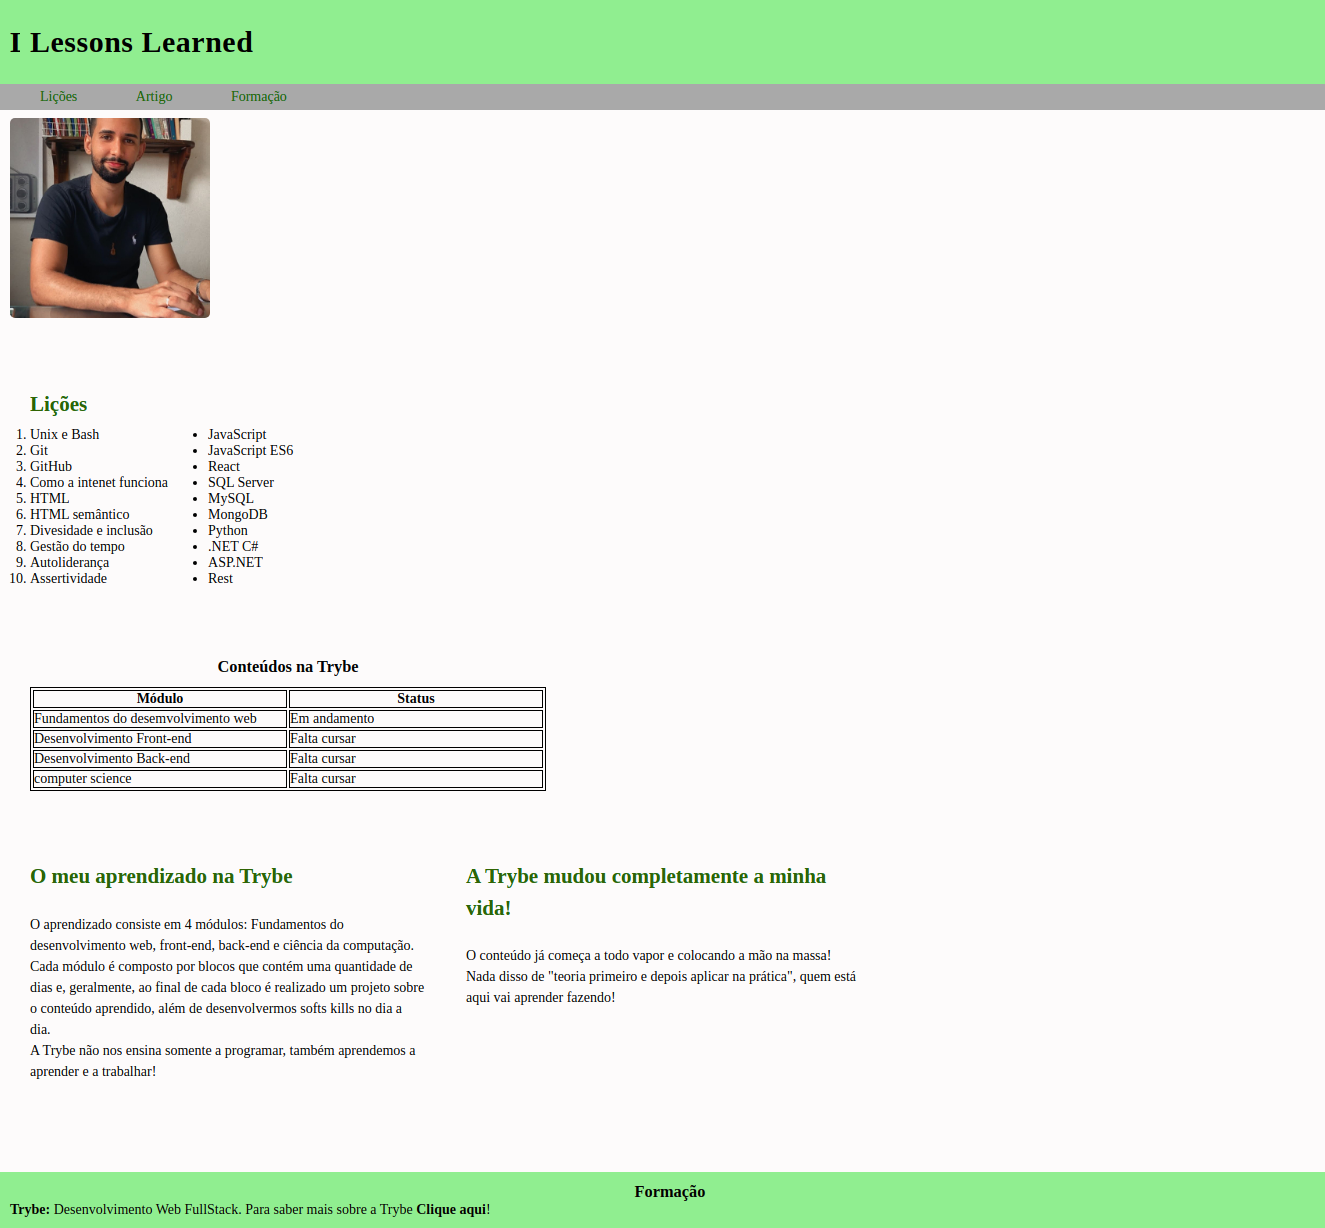 I Lessons Learned
Lições
Artigo
Formação
Lições
1. Unix e Bash
2. Git
3. GitHub
4. Como a intenet funciona
5. HTML
6. HTML semântico
7. Divesidade e inclusão
8. Gestão do tempo
9. Autoliderança
10. Assertividade
• JavaScript
• JavaScript ES6
• React
• SQL Server
• MySQL
• MongoDB
• Python
• .NET C#
• ASP.NET
• Rest
Conteúdos na Trybe
Módulo Status
Fundamentos do desemvolvimento web Em andamento
Desenvolvimento Front-end Falta cursar
Desenvolvimento Back-end Falta cursar
computer science Falta cursar
O meu aprendizado na Trybe
O aprendizado consiste em 4 módulos: Fundamentos do
desenvolvimento web, front-end, back-end e ciência da computação.
Cada módulo é composto por blocos que contém uma quantidade de
dias e, geralmente, ao final de cada bloco é realizado um projeto sobre
o conteúdo aprendido, além de desenvolvermos softs kills no dia a
dia.
A Trybe não nos ensina somente a programar, também aprendemos a
aprender e a trabalhar!
A Trybe mudou completamente a minha
vida!
O conteúdo já começa a todo vapor e colocando a mão na massa!
Nada disso de "teoria primeiro e depois aplicar na prática", quem está
aqui vai aprender fazendo!
Formação
Trybe: Desenvolvimento Web FullStack. Para saber mais sobre a Trybe Clique aqui!